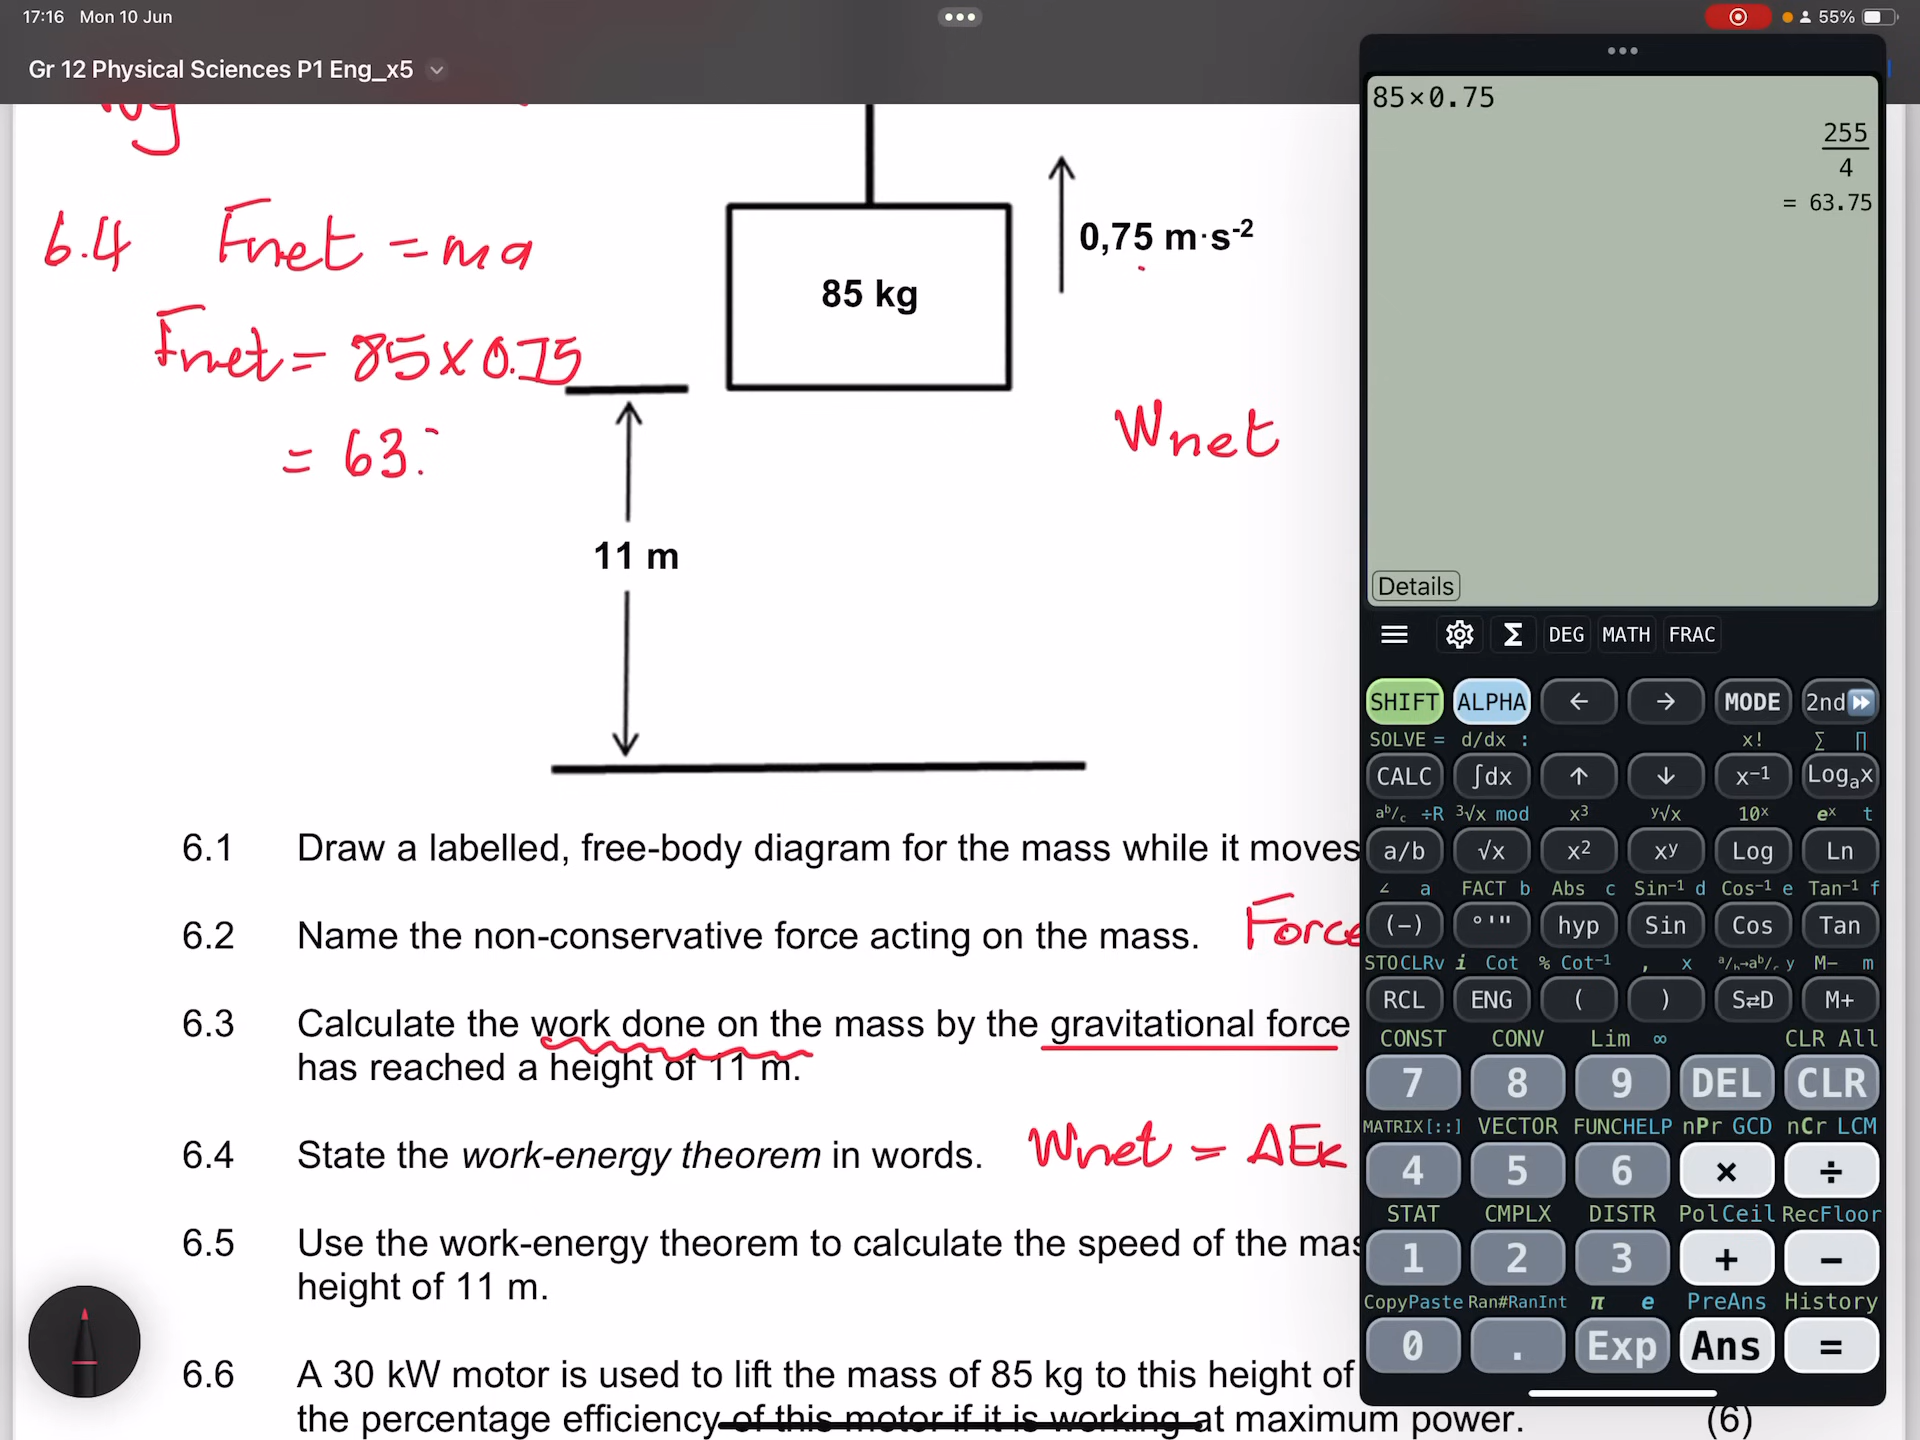 17:16 Mon 10 Jun
55%
Gr 12 Physical Sciences P1 Eng_x5
6.4 Fnet = ma
Fnet = 85 × 0.75
= 63.
0,75 m·s-2
85 kg
Wnet
11 m
6.1 Draw a labelled, free-body diagram for the mass while it moves
6.2 Name the non-conservative force acting on the mass. Force
6.3 Calculate the work done on the mass by the gravitational force
has reached a height of 11 m.
6.4 State the work-energy theorem in words. Wnet = ΔEk
6.5 Use the work-energy theorem to calculate the speed of the mas
height of 11 m.
6.6 A 30 kW motor is used to lift the mass of 85 kg to this height of
the percentage efficiency of this motor if it is working at maximum power. (6)
85×0.75
255
4
= 63.75
Details
DEG MATH FRAC
SHIFT ALPHA ← → MODE 2nd
SOLVE = d/dx : x! ∑ ∏
CALC ∫dx ↑ ↓ x-1 Logax
ab/c ÷R 3√x mod x3 y√x 10x ex t
a/b √x x2 xy Log Ln
∠ a FACT b Abs c Sin-1 d Cos-1 e Tan-1 f
(−) °'" hyp Sin Cos Tan
STO CLRv i Cot % Cot-1 , x y M− m
RCL ENG ( ) S⇄D M+
CONST CONV Lim ∞ CLR All
7 8 9 DEL CLR
MATRIX[::] VECTOR FUNC HELP nPr GCD nCr LCM
4 5 6 × ÷
STAT CMPLX DISTR Pol Ceil Rec Floor
1 2 3 + −
Copy Paste Ran# RanInt π e PreAns History
0 . Exp Ans =